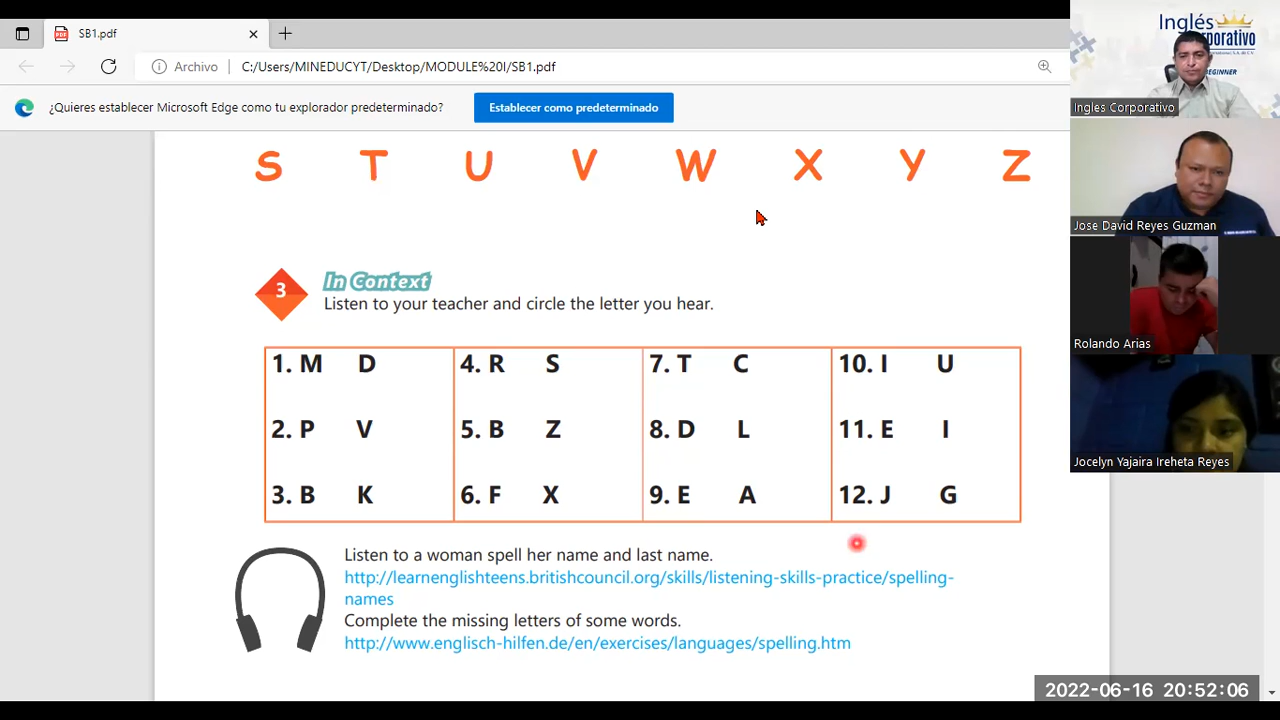 SB1.pdf
Archivo C:/Users/MINEDUCYT/Desktop/MODULE%20I/SB1.pdf
¿Quieres establecer Microsoft Edge como tu explorador predeterminado? Establecer como predeterminado
S T U V W X Y Z
3 In Context
Listen to your teacher and circle the letter you hear.
1. M D 4. R S 7. T C 10. I U
2. P V 5. B Z 8. D L 11. E I
3. B K 6. F X 9. E A 12. J G
Listen to a woman spell her name and last name.
http://learnenglishteens.britishcouncil.org/skills/listening-skills-practice/spelling-
names
Complete the missing letters of some words.
http://www.englisch-hilfen.de/en/exercises/languages/spelling.htm
Inglés
Corporativo
BEGINNER
Ingles Corporativo
Jose David Reyes Guzman
Rolando Arias
Jocelyn Yajaira Ireheta Reyes
2022-06-16 20:52:06